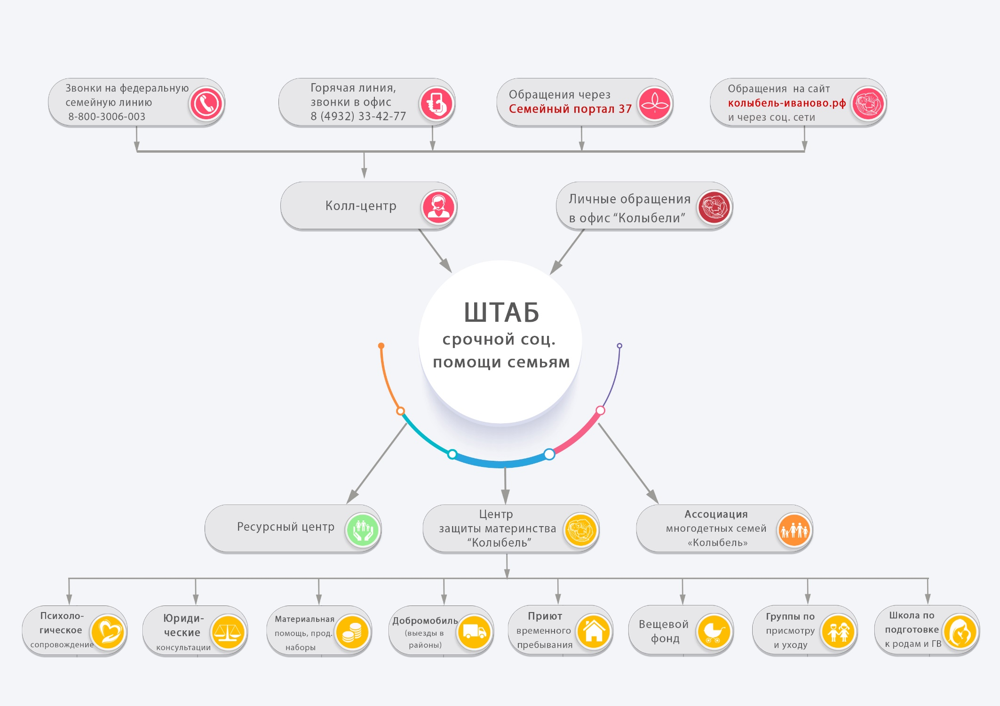 Звонки на федеральную
семейную линию
8-800-3006-003
Горячая линия,
звонки в офис
8 (4932) 33-42-77
Обращения через
Семейный портал 37
Обращения на сайт
колыбель-иваново.рф
и через соц. сети
Колл-центр
Личные обращения
в офис “Колыбели”
ШТАБ
срочной соц.
помощи семьям
Ресурсный центр
Центр
защиты материнства
“Колыбель”
Ассоциация
многодетных семей
«Колыбель»
Психоло-
гическое
сопровождение
Юриди-
ческие
консультации
Материальная
помощь, прод.
наборы
Добромобиль
(выезды в
районы)
Приют
временного
пребывания
Вещевой
фонд
Группы по
присмотру
и уходу
Школа по
подготовке
к родам и ГВ